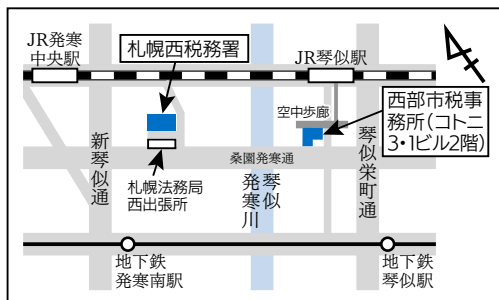 JR発寒
中央駅
札幌西税務署
JR琴似駅
空中歩廊
西部市税事
務所(コトニ
3・1ビル2階)
新琴似通
札幌法務局
西出張所
桑園発寒通
琴似
発寒川
琴似栄町通
地下鉄
発寒南駅
地下鉄
琴似駅